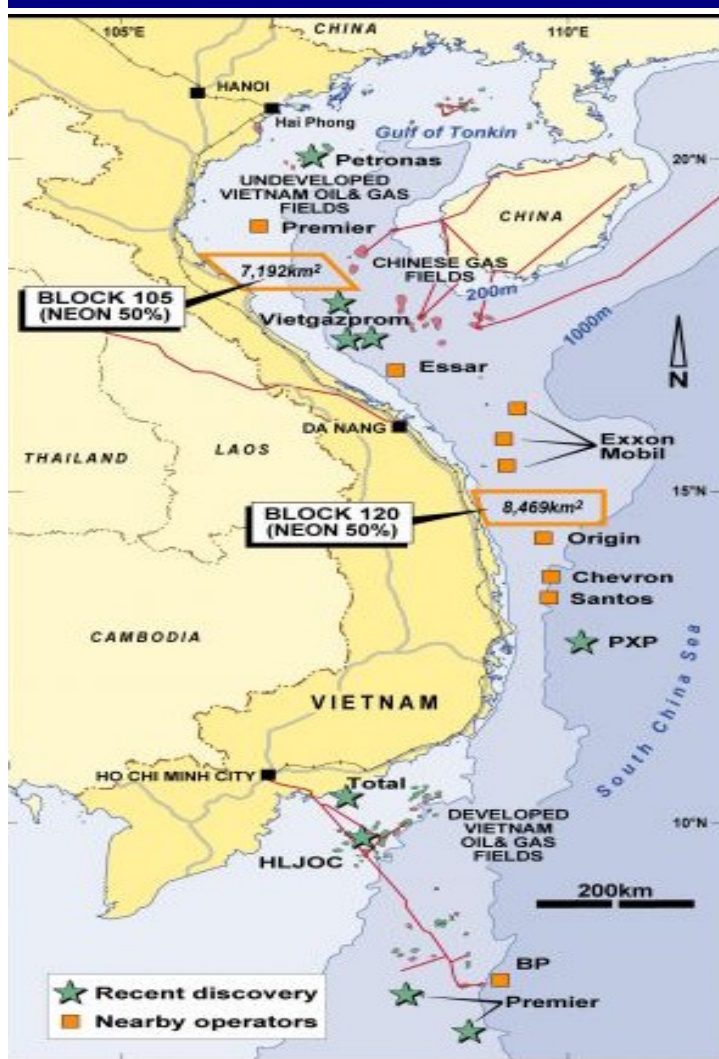 105°E
CHINA
110°E
HANOI
Hai Phong
Gulf of Tonkin
Petronas
20°N
UNDEVELOPED
VIETNAM OIL& GAS
FIELDS
CHINA
Premier
7,192km²
CHINESE GAS
FIELDS
200m
BLOCK 105
(NEON 50%)
Vietgazprom
1000m
Essar
N
DA NANG
Exxon
Mobil
THAILAND
LAOS
15°N
BLOCK 120
(NEON 50%)
8,469km²
Origin
Chevron
Santos
CAMBODIA
PXP
South China Sea
VIETNAM
HO CHI MINH CITY
Total
DEVELOPED
VIETNAM
OIL& GAS
FIELDS
10°N
HLJOC
200km
BP
Recent discovery
Premier
Nearby operators